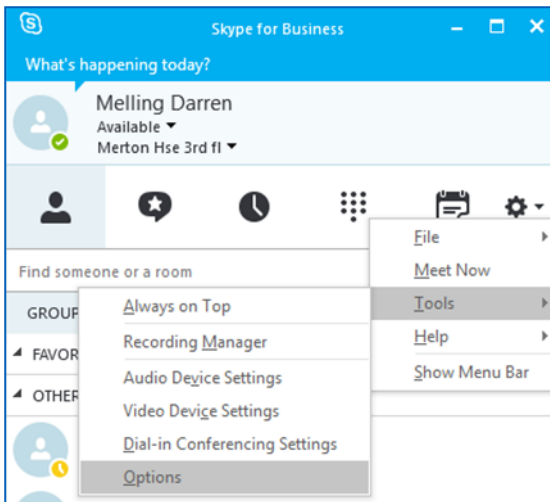 Skype for Business
What's happening today?
Melling Darren
Available
Merton Hse 3rd fl
File
Meet Now
Tools
Help
Show Menu Bar
Find someone or a room
GROUP
FAVOR
OTHER
Always on Top
Recording Manager
Audio Device Settings
Video Device Settings
Dial-in Conferencing Settings
Options